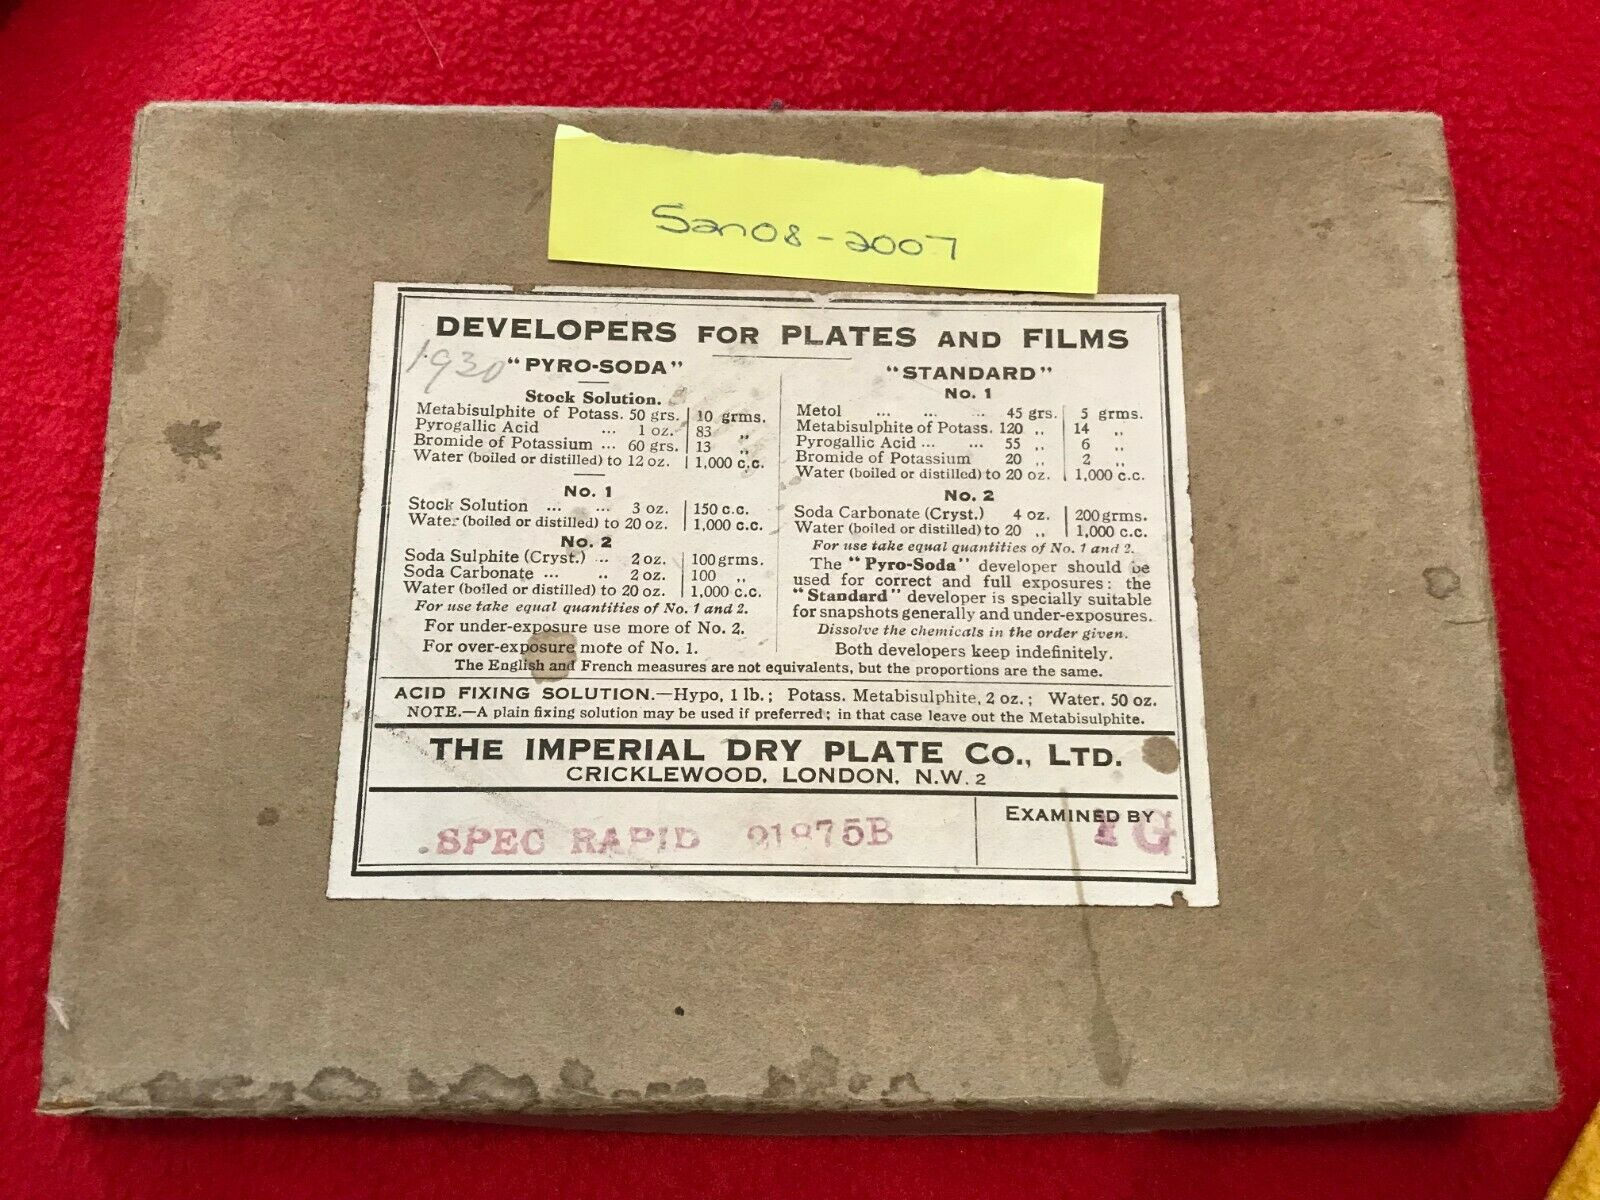 San08-2007
DEVELOPERS FOR PLATES AND FILMS
1930
"PYRO-SODA"
Stock Solution.
Metabisulphite of Potass. 50 grs. | 10 grms.
Pyrogallic Acid ... 1 oz. | 83 „
Bromide of Potassium ... 60 grs. | 13 „
Water (boiled or distilled) to 12 oz. | 1,000 c.c.
No. 1
Stock Solution ... ... 3 oz. | 150 c.c.
Water (boiled or distilled) to 20 oz. | 1,000 c.c.
No. 2
Soda Sulphite (Cryst.) ... 2 oz. | 100 grms.
Soda Carbonate ... .. 2 oz. | 100 „
Water (boiled or distilled) to 20 oz. | 1,000 c.c.
For use take equal quantities of No. 1 and 2.
For under-exposure use more of No. 2.
For over-exposure more of No. 1.
"STANDARD"
No. 1
Metol ... ... ... 45 grs. | 5 grms.
Metabisulphite of Potass. 120 „ | 14 „
Pyrogallic Acid ... ... 55 „ | 6 „
Bromide of Potassium 20 „ | 2 „
Water (boiled or distilled) to 20 oz. | 1,000 c.c.
No. 2
Soda Carbonate (Cryst.) 4 oz. | 200 grms.
Water (boiled or distilled) to 20 „ | 1,000 c.c.
For use take equal quantities of No. 1 and 2.
The "Pyro-Soda" developer should be
used for correct and full exposures: the
"Standard" developer is specially suitable
for snapshots generally and under-exposures.
Dissolve the chemicals in the order given.
Both developers keep indefinitely.
The English and French measures are not equivalents, but the proportions are the same.
ACID FIXING SOLUTION.—Hypo, 1 lb.; Potass. Metabisulphite, 2 oz.; Water, 50 oz.
NOTE.—A plain fixing solution may be used if preferred; in that case leave out the Metabisulphite.
THE IMPERIAL DRY PLATE Co., LTD.
CRICKLEWOOD, LONDON, N.W. 2
SPEC RAPID 91875B
EXAMINED BY